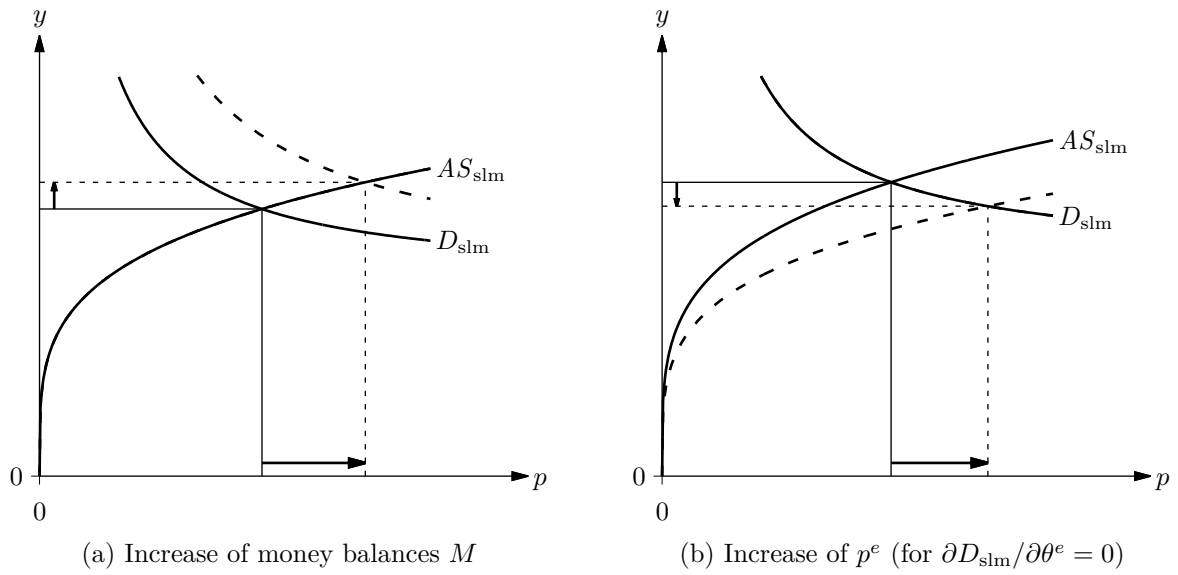 y
AS_slm
D_slm
0
0
p
(a) Increase of money balances M
y
AS_slm
D_slm
0
0
p
(b) Increase of p^e (for ∂D_slm/∂θ^e = 0)